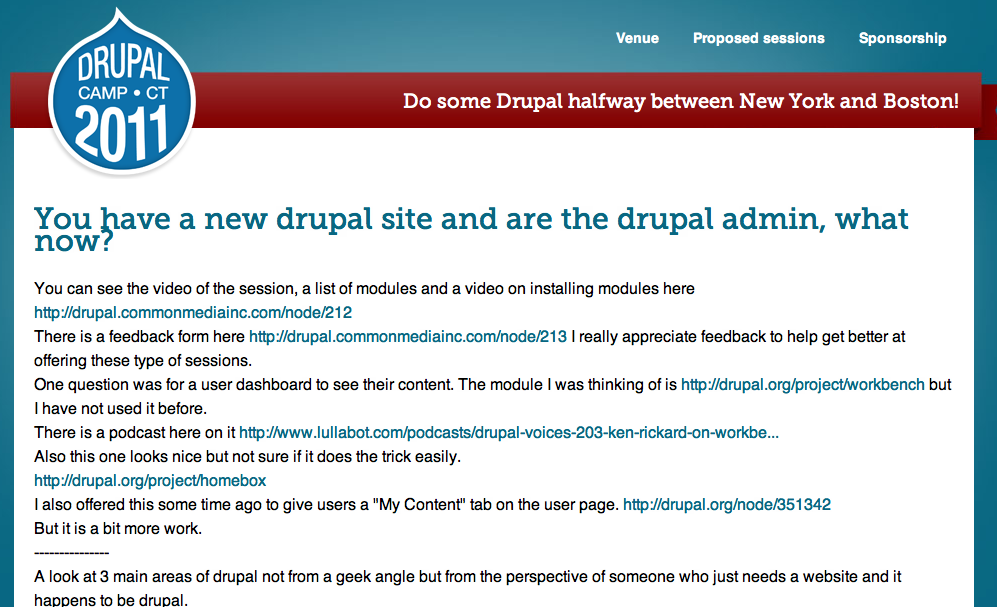 DRUPAL
CAMP • CT
2011
Venue Proposed sessions Sponsorship
Do some Drupal halfway between New York and Boston!
You have a new drupal site and are the drupal admin, what
now?
You can see the video of the session, a list of modules and a video on installing modules here
http://drupal.commonmediainc.com/node/212
There is a feedback form here http://drupal.commonmediainc.com/node/213 I really appreciate feedback to help get better at
offering these type of sessions.
One question was for a user dashboard to see their content. The module I was thinking of is http://drupal.org/project/workbench but
I have not used it before.
There is a podcast here on it http://www.lullabot.com/podcasts/drupal-voices-203-ken-rickard-on-workbe...
Also this one looks nice but not sure if it does the trick easily.
http://drupal.org/project/homebox
I also offered this some time ago to give users a "My Content" tab on the user page. http://drupal.org/node/351342
But it is a bit more work.
---------------
A look at 3 main areas of drupal not from a geek angle but from the perspective of someone who just needs a website and it
happens to be drupal.